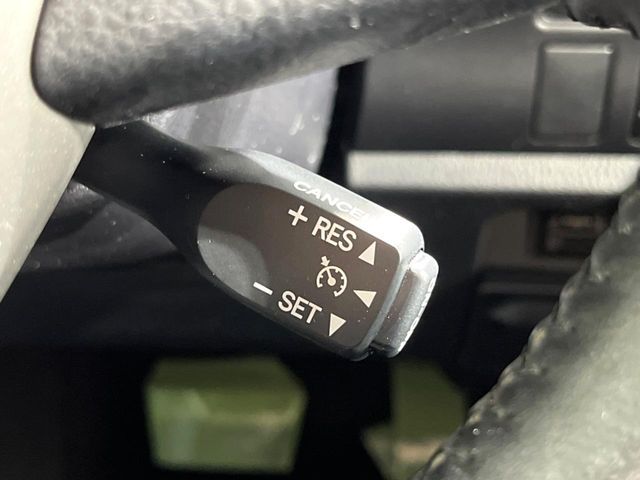 CANCEL
+ RES ▲
◀
− SET ▼